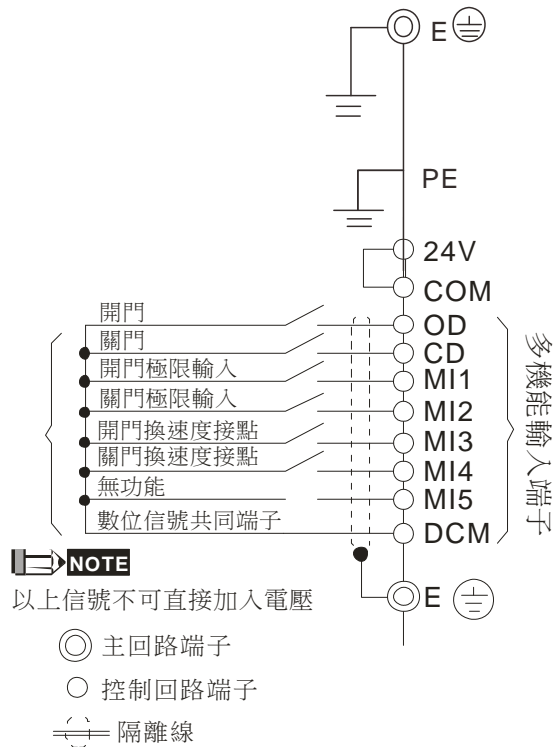 E
PE
24V
COM
開門
OD
關門
CD
開門極限輸入
MI1
關門極限輸入
MI2
開門換速度接點
MI3
關門換速度接點
MI4
無功能
MI5
數位信號共同端子
DCM
多機能輸入端子
NOTE
E
以上信號不可直接加入電壓
主回路端子
控制回路端子
隔離線